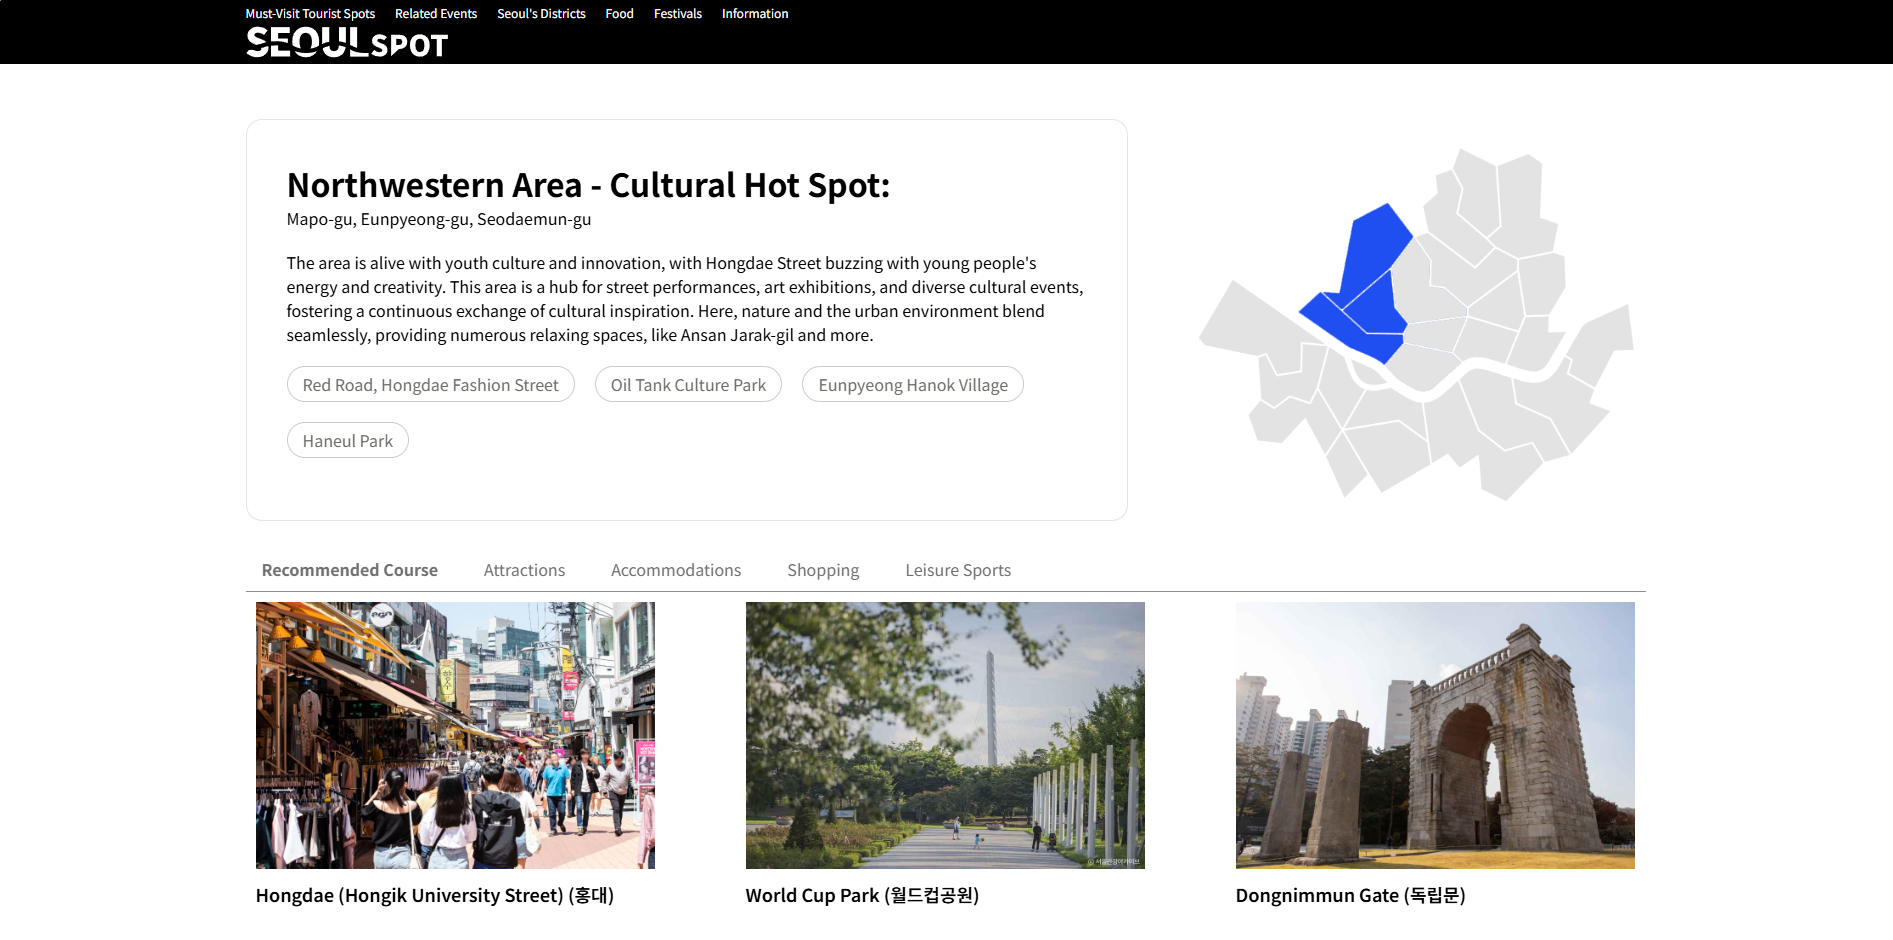 Must-Visit Tourist Spots Related Events Seoul's Districts Food Festivals Information
SEOUL SPOT
Northwestern Area - Cultural Hot Spot:
Mapo-gu, Eunpyeong-gu, Seodaemun-gu
The area is alive with youth culture and innovation, with Hongdae Street buzzing with young people's
energy and creativity. This area is a hub for street performances, art exhibitions, and diverse cultural events,
fostering a continuous exchange of cultural inspiration. Here, nature and the urban environment blend
seamlessly, providing numerous relaxing spaces, like Ansan Jarak-gil and more.
Red Road, Hongdae Fashion Street Oil Tank Culture Park Eunpyeong Hanok Village
Haneul Park
Recommended Course Attractions Accommodations Shopping Leisure Sports
Hongdae (Hongik University Street) (홍대) World Cup Park (월드컵공원) Dongnimmun Gate (독립문)